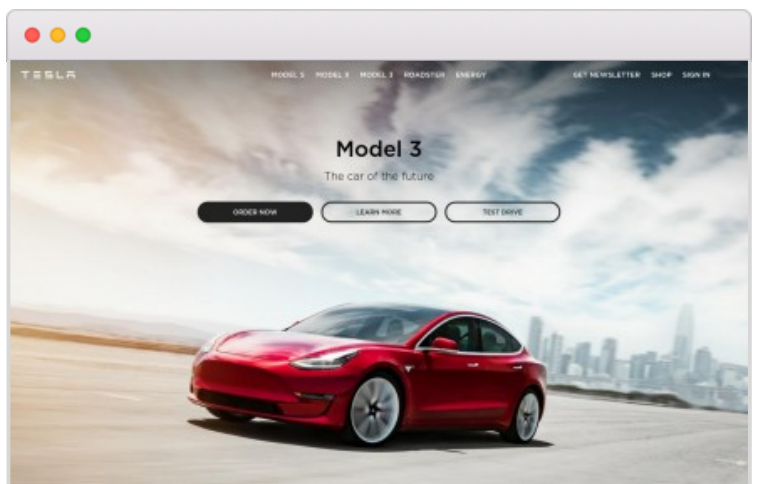 TESLA
MODEL S MODEL X MODEL 3 ROADSTER ENERGY
GET NEWSLETTER SHOP SIGN IN
Model 3
The car of the future
ORDER NOW
LEARN MORE
TEST DRIVE